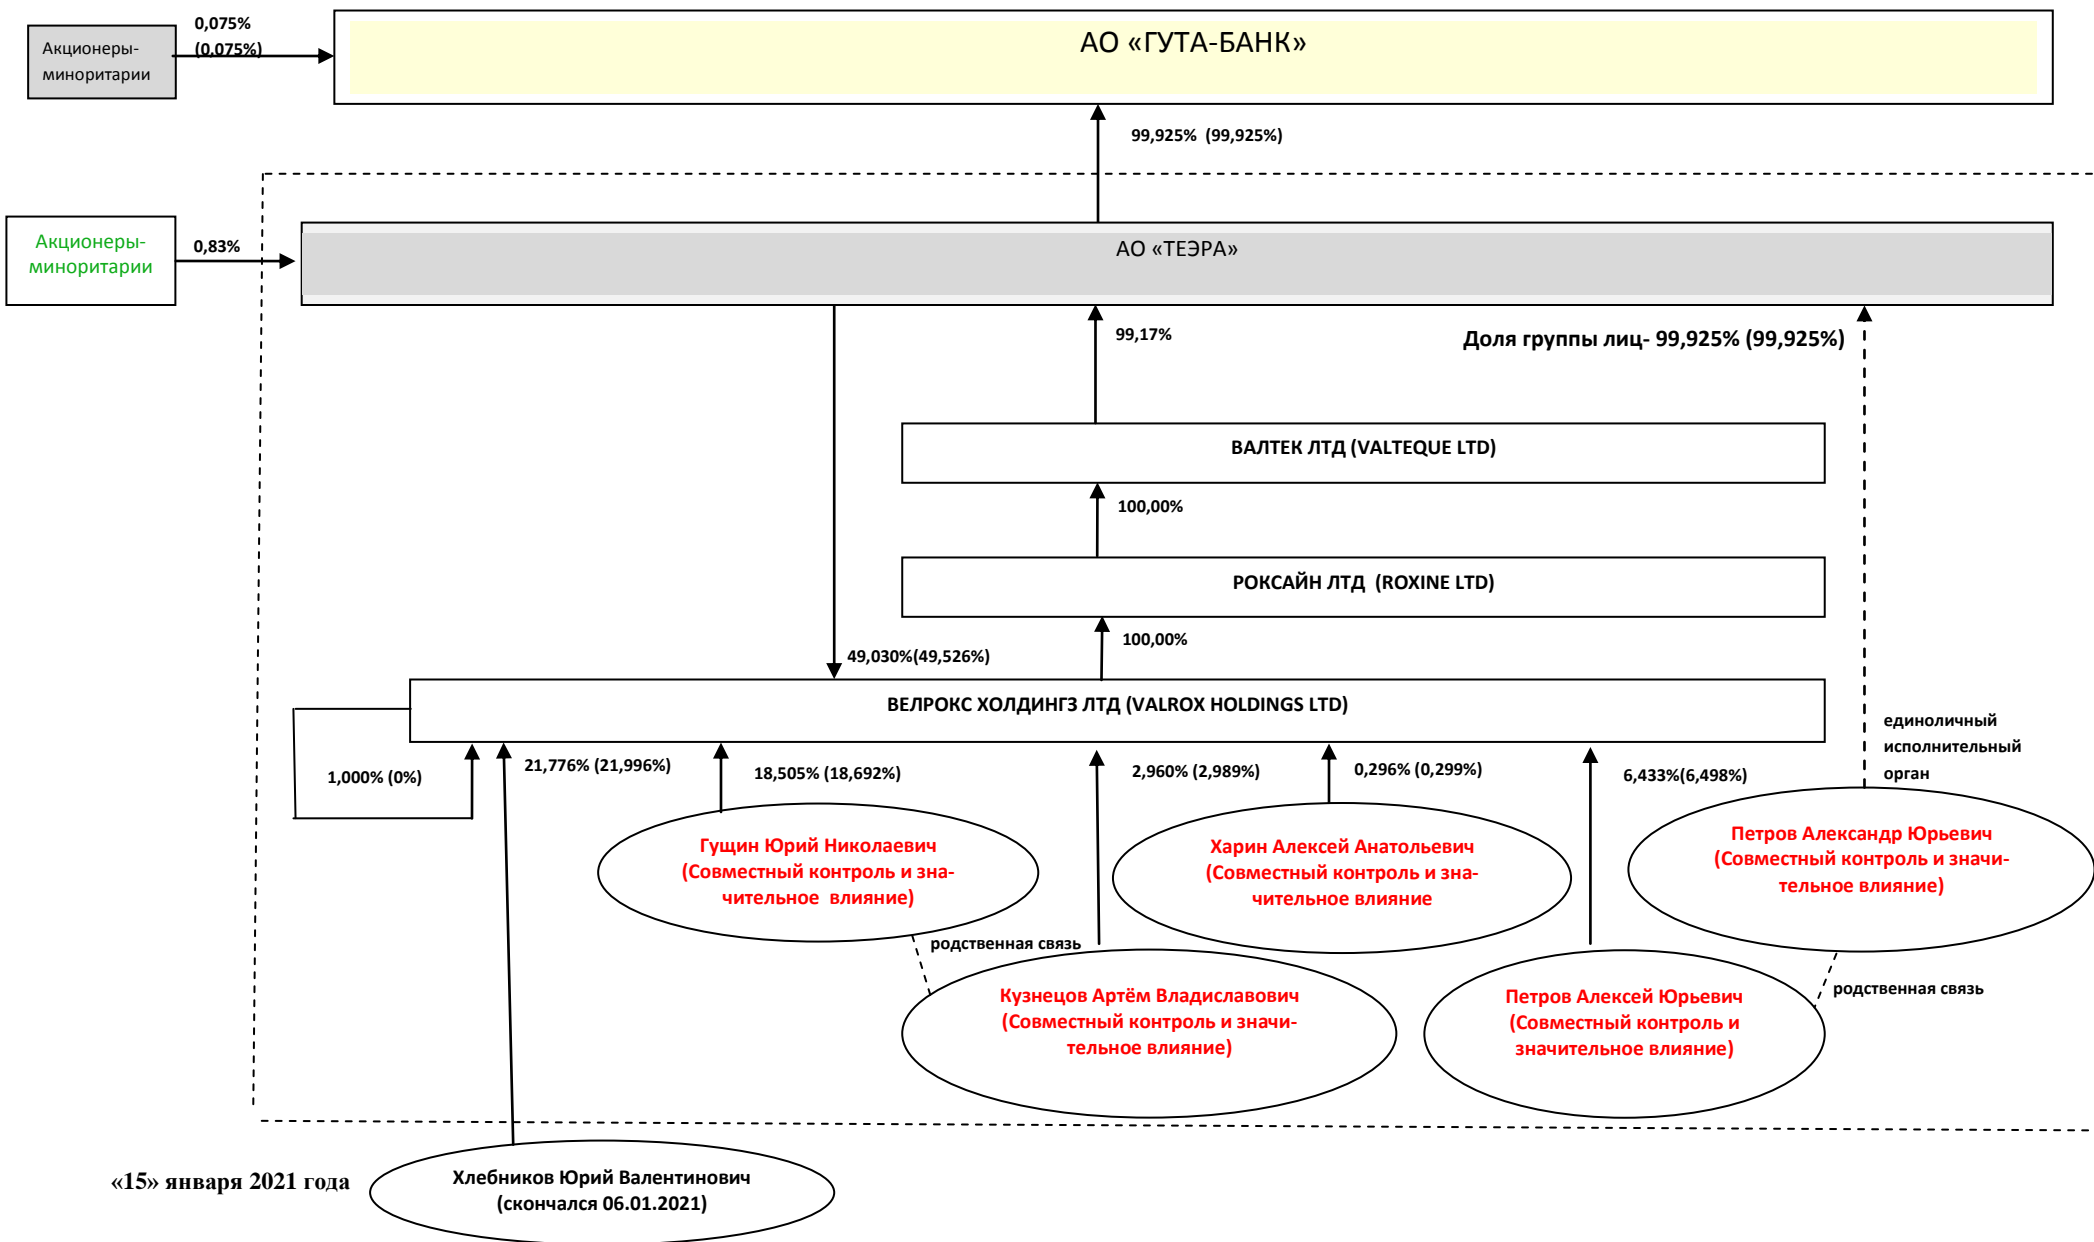 0,075%
(0,075%)
Акционеры-
миноритарии
АО «ГУТА-БАНК»
99,925%  (99,925%)
Акционеры-
миноритарии
0,83%
АО «ТЕЭРА»
99,17%
Доля группы лиц- 99,925% (99,925%)
ВАЛТЕК ЛТД (VALTEQUE LTD)
100,00%
РОКСАЙН ЛТД  (ROXINE LTD)
100,00%
49,030%(49,526%)
ВЕЛРОКС ХОЛДИНГЗ ЛТД (VALROX HOLDINGS LTD)
единоличный
исполнительный
орган
1,000% (0%)
21,776% (21,996%)
18,505% (18,692%)
2,960% (2,989%)
0,296% (0,299%)
6,433%(6,498%)
Гущин Юрий Николаевич
(Совместный контроль и зна-
чительное  влияние)
Харин Алексей Анатольевич
(Совместный контроль и зна-
чительное влияние
Петров Александр Юрьевич
(Совместный контроль и значи-
тельное влияние)
родственная связь
Кузнецов Артём Владиславович
(Совместный контроль и значи-
тельное влияние)
Петров Алексей Юрьевич
(Совместный контроль и
значительное влияние)
родственная связь
«15» января 2021 года
Хлебников Юрий Валентинович
(скончался 06.01.2021)